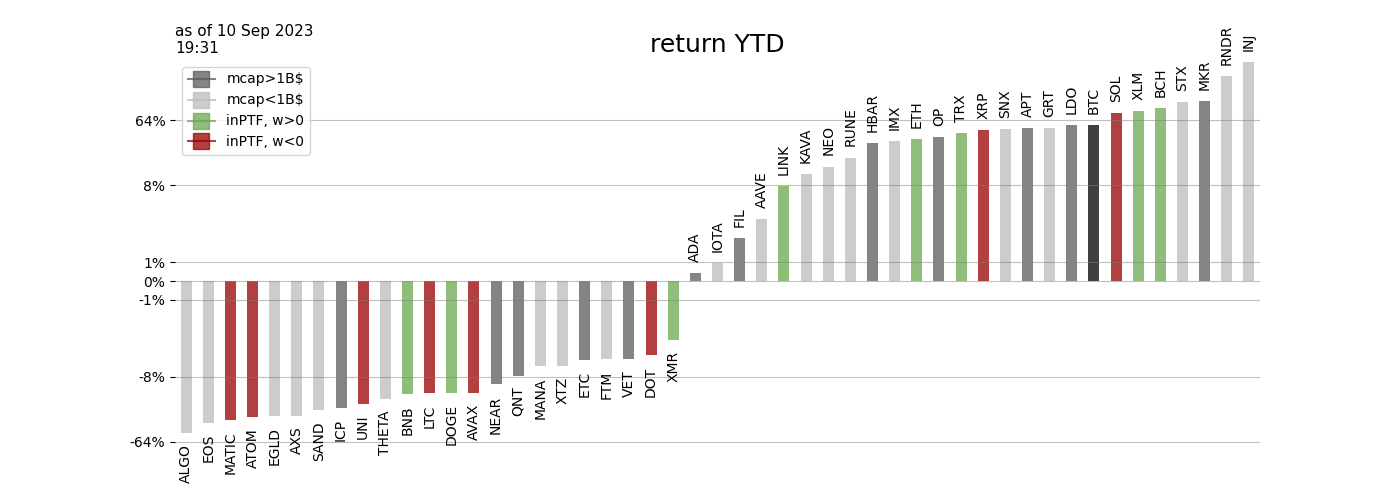 as of 10 Sep 2023
19:31
return YTD
mcap>1B$
mcap<1B$
inPTF, w>0
inPTF, w<0
64%
8%
1%
0%
-1%
-8%
-64%
ALGO
EOS
MATIC
ATOM
EGLD
AXS
SAND
ICP
UNI
THETA
BNB
LTC
DOGE
AVAX
NEAR
QNT
MANA
XTZ
ETC
FTM
VET
DOT
XMR
ADA
IOTA
FIL
AAVE
LINK
KAVA
NEO
RUNE
HBAR
IMX
ETH
OP
TRX
XRP
SNX
APT
GRT
LDO
BTC
SOL
XLM
BCH
STX
MKR
RNDR
INJ